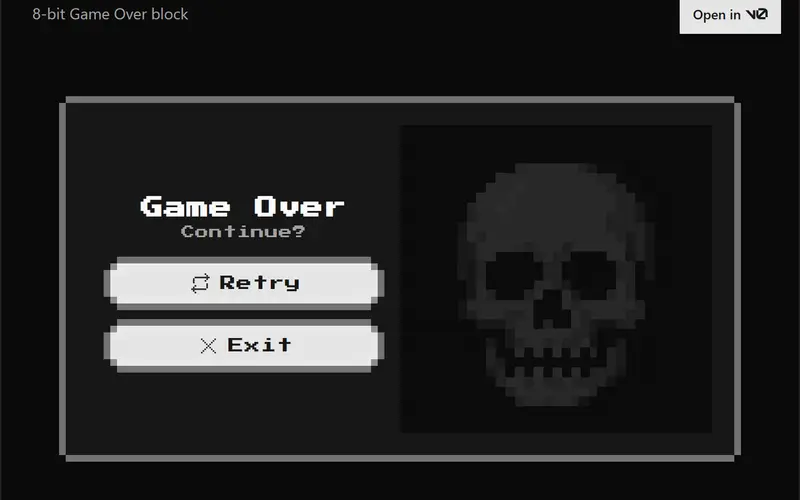 8-bit Game Over block
Open in v0
Game Over
Continue?
Retry
Exit